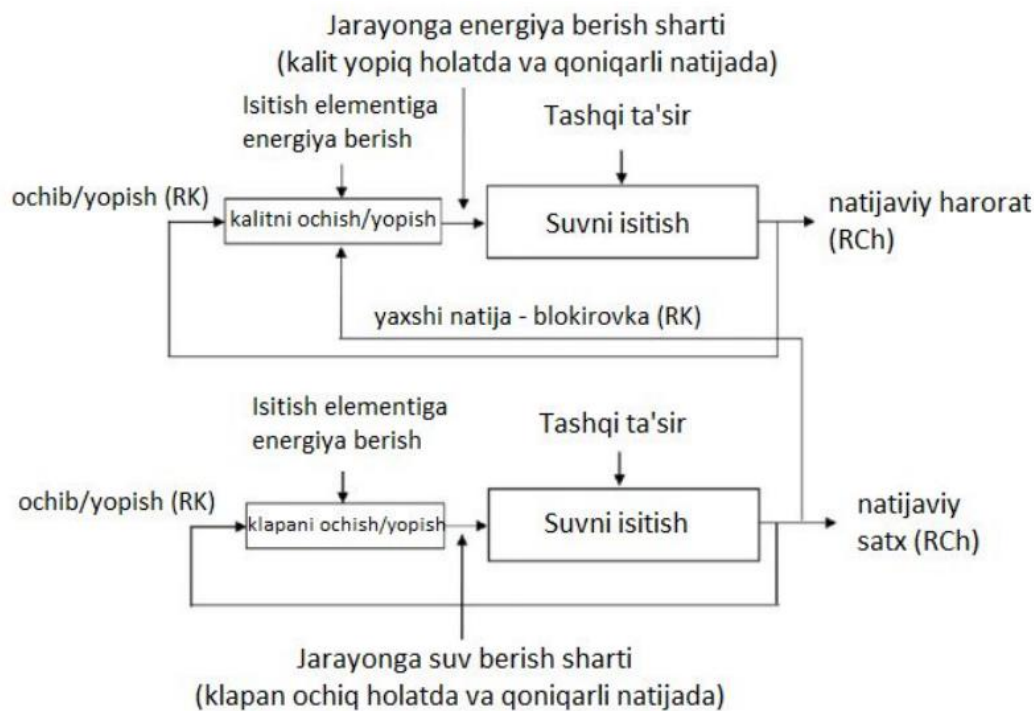 Jarayonga energiya berish sharti
(kalit yopiq holatda va qoniqarli natijada)
Isitish elementiga
energiya berish
Tashqi ta'sir
ochib/yopish (RK)
kalitni ochish/yopish
Suvni isitish
natijaviy harorat
(RCh)
yaxshi natija - blokirovka (RK)
Isitish elementiga
energiya berish
Tashqi ta'sir
ochib/yopish (RK)
klapani ochish/yopish
Suvni isitish
natijaviy
satx (RCh)
Jarayonga suv berish sharti
(klapan ochiq holatda va qoniqarli natijada)